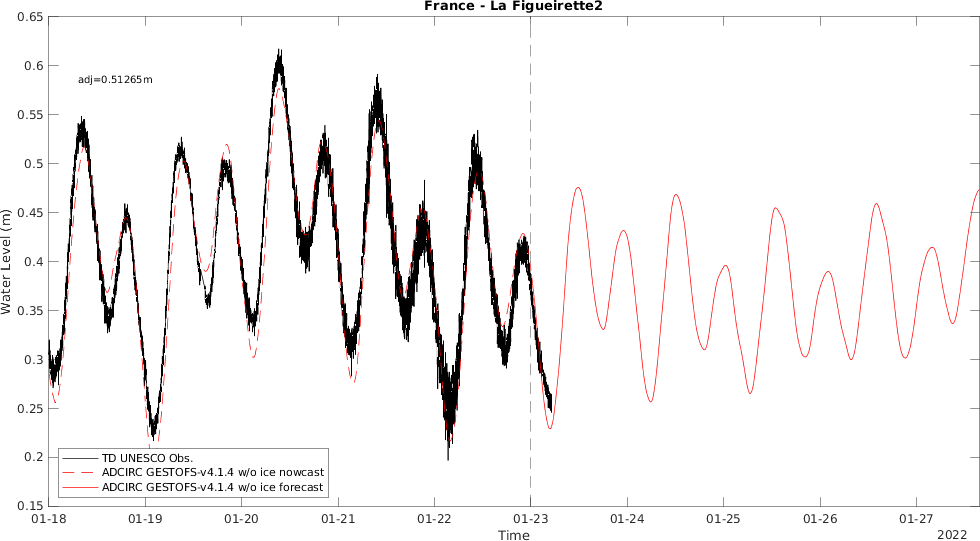 France - La Figueirette2
adj=0.51265m
Water Level (m)
0.65
0.6
0.55
0.5
0.45
0.4
0.35
0.3
0.25
0.2
0.15
TD UNESCO Obs.
ADCIRC GESTOFS-v4.1.4 w/o ice nowcast
ADCIRC GESTOFS-v4.1.4 w/o ice forecast
01-18 01-19 01-20 01-21 01-22 01-23 01-24 01-25 01-26 01-27
Time
2022